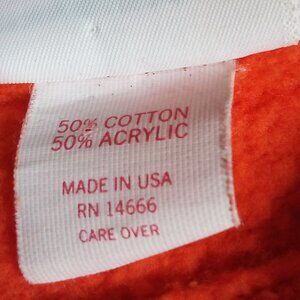 50% COTTON
50% ACRYLIC
MADE IN USA
RN 14666
CARE OVER